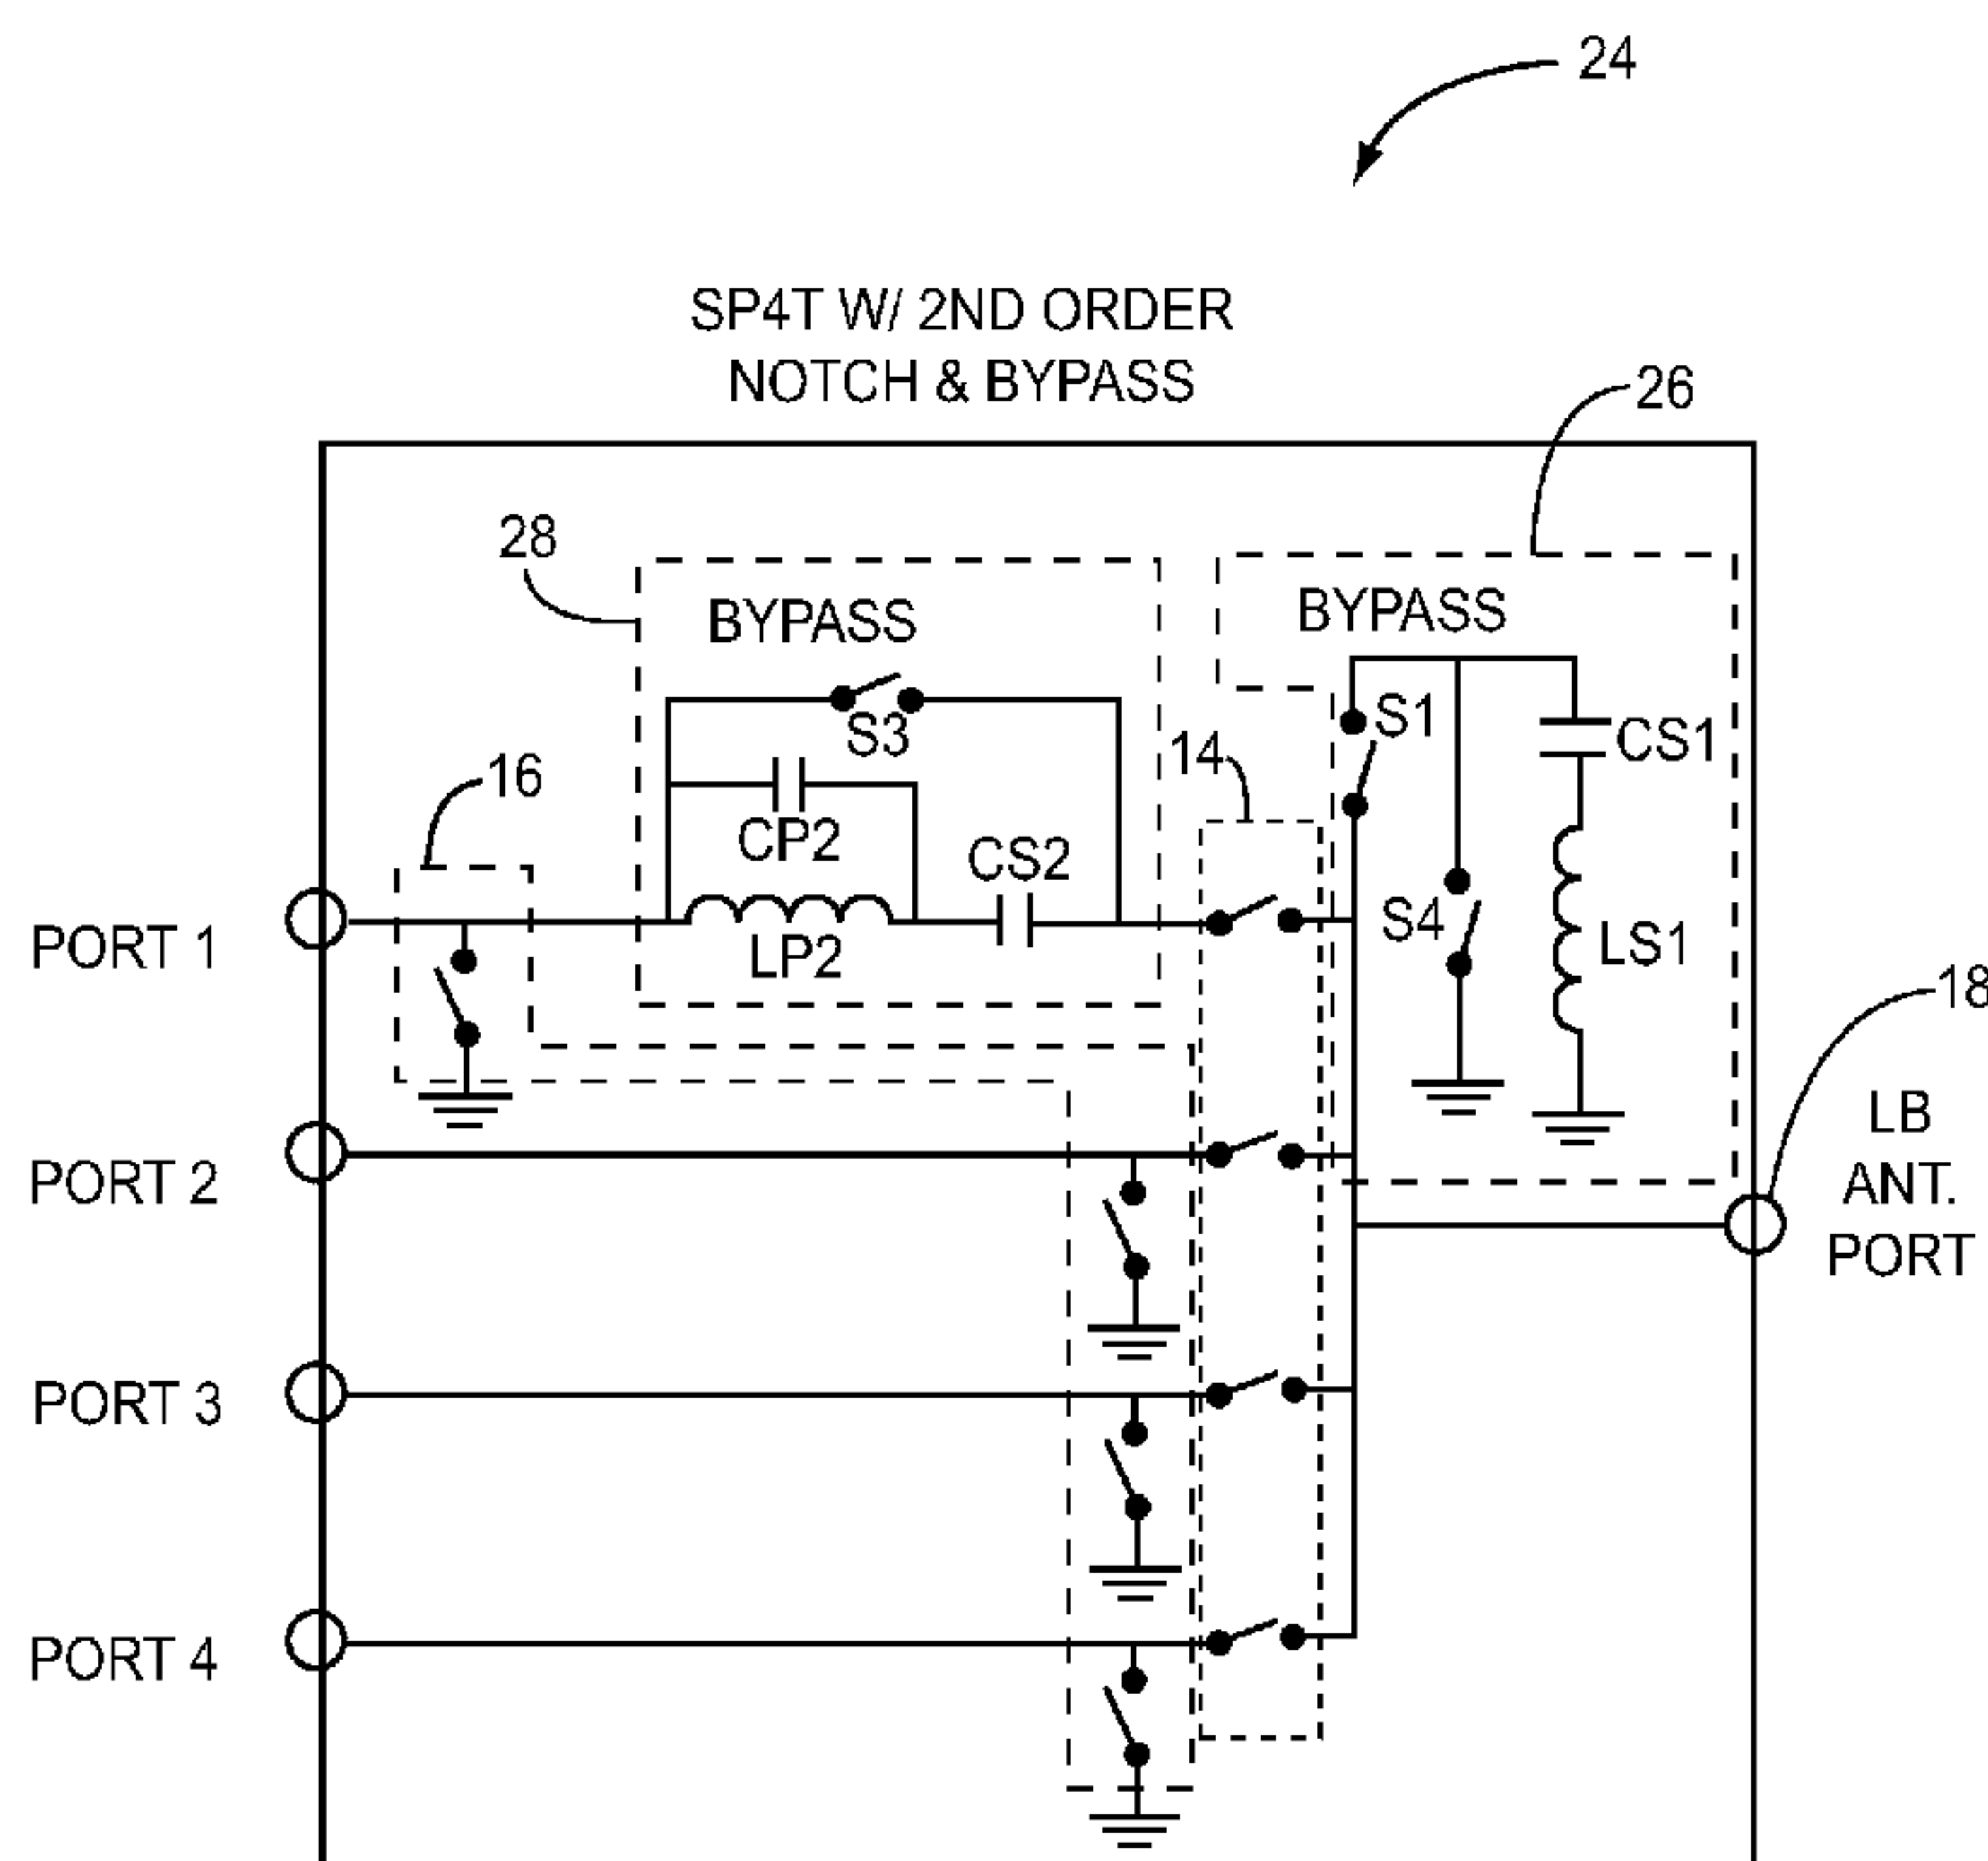 24
SP4T W/ 2ND ORDER
NOTCH & BYPASS
26
28
BYPASS
BYPASS
S3
S1
14
CS1
16
CP2
CS2
S4
LS1
PORT 1
LP2
18
LB
ANT.
PORT
PORT 2
PORT 3
PORT 4